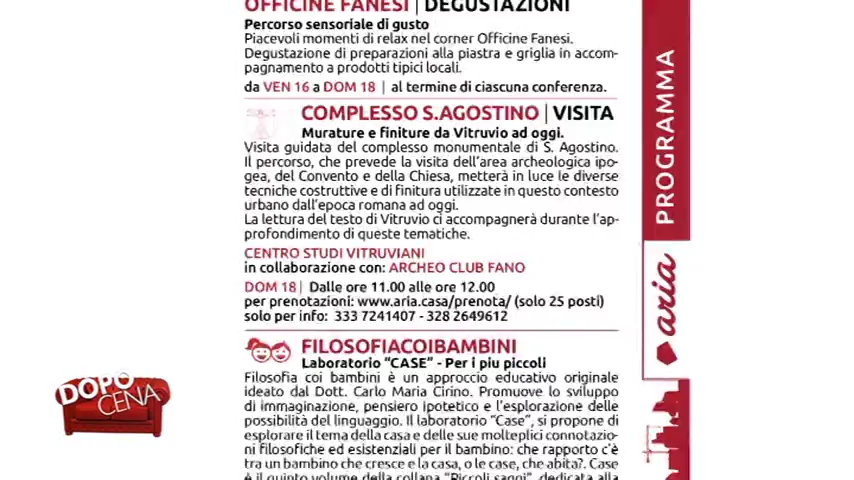 OFFICINE FANESI | DEGUSTAZIONI
Percorso sensoriale di gusto
Piacevoli momenti di relax nel corner Officine Fanesi.
Degustazione di preparazioni alla piastra e griglia in accom-
pagnamento a prodotti tipici locali.
da VEN 16 a DOM 18 | al termine di ciascuna conferenza.
COMPLESSO S.AGOSTINO | VISITA
Murature e finiture da Vitruvio ad oggi.
Visita guidata del complesso monumentale di S. Agostino.
Il percorso, che prevede la visita dell'area archeologica ipo-
gea, del Convento e della Chiesa, metterà in luce le diverse
tecniche costruttive e di finitura utilizzate in questo contesto
urbano dall'epoca romana ad oggi.
La lettura del testo di Vitruvio ci accompagnerà durante l'ap-
profondimento di queste tematiche.
CENTRO STUDI VITRUVIANI
in collaborazione con: ARCHEO CLUB FANO
DOM 18 | Dalle ore 11.00 alle ore 12.00
per prenotazioni: www.aria.casa/prenota/ (solo 25 posti)
solo per info: 333 7241407 - 328 2649612
FILOSOFIACOIBAMBINI
Laboratorio "CASE" - Per i piu piccoli
Filosofia coi bambini è un approccio educativo originale
ideato dal Dott. Carlo Maria Cirino. Promuove lo sviluppo
di immaginazione, pensiero ipotetico e l'esplorazione delle
possibilità del linguaggio. Il laboratorio "Case", si propone di
esplorare il tema della casa e delle sue molteplici connotazio-
ni filosofiche ed esistenziali per il bambino: che rapporto c'è
tra un bambino che cresce e la casa, o le case, che abita?. Case
è il quinto volume della collana "Piccoli saggi", dedicata alla
PROGRAMMA
aria
DOPO
CENA